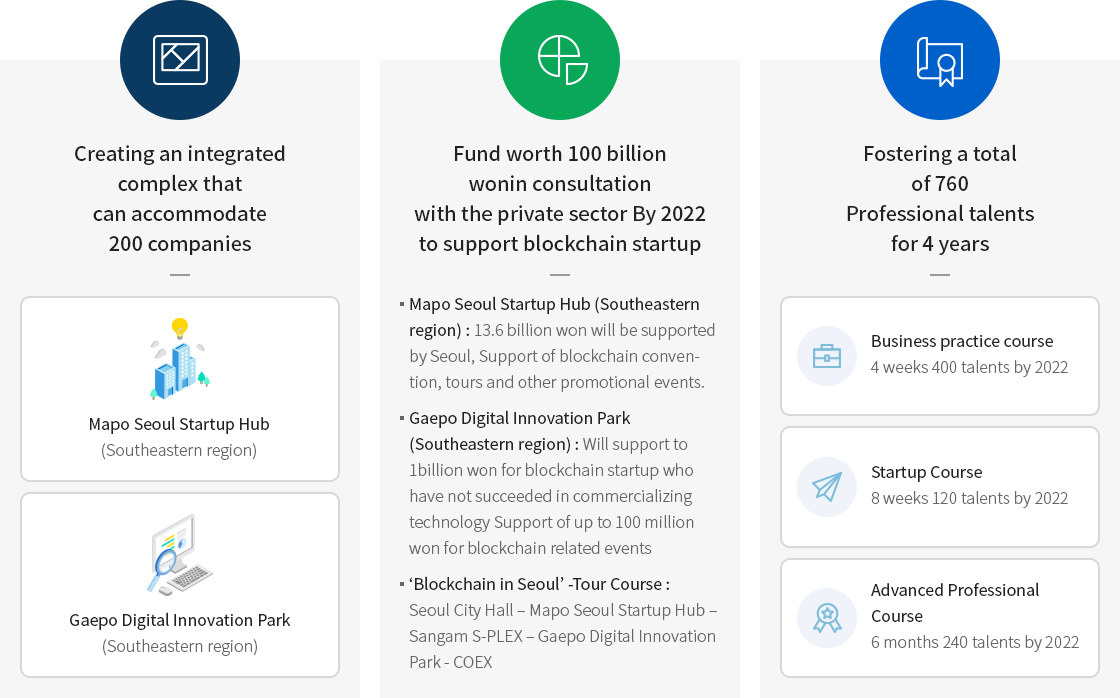 Creating an integrated
complex that
can accommodate
200 companies
Mapo Seoul Startup Hub
(Southeastern region)
Gaepo Digital Innovation Park
(Southeastern region)
Fund worth 100 billion
wonin consultation
with the private sector By 2022
to support blockchain startup
Mapo Seoul Startup Hub (Southeastern
region) : 13.6 billion won will be supported
by Seoul, Support of blockchain conven-
tion, tours and other promotional events.
Gaepo Digital Innovation Park
(Southeastern region) : Will support to
1billion won for blockchain startup who
have not succeeded in commercializing
technology Support of up to 100 million
won for blockchain related events
‘Blockchain in Seoul’ -Tour Course :
Seoul City Hall – Mapo Seoul Startup Hub –
Sangam S-PLEX – Gaepo Digital Innovation
Park - COEX
Fostering a total
of 760
Professional talents
for 4 years
Business practice course
4 weeks 400 talents by 2022
Startup Course
8 weeks 120 talents by 2022
Advanced Professional
Course
6 months 240 talents by 2022